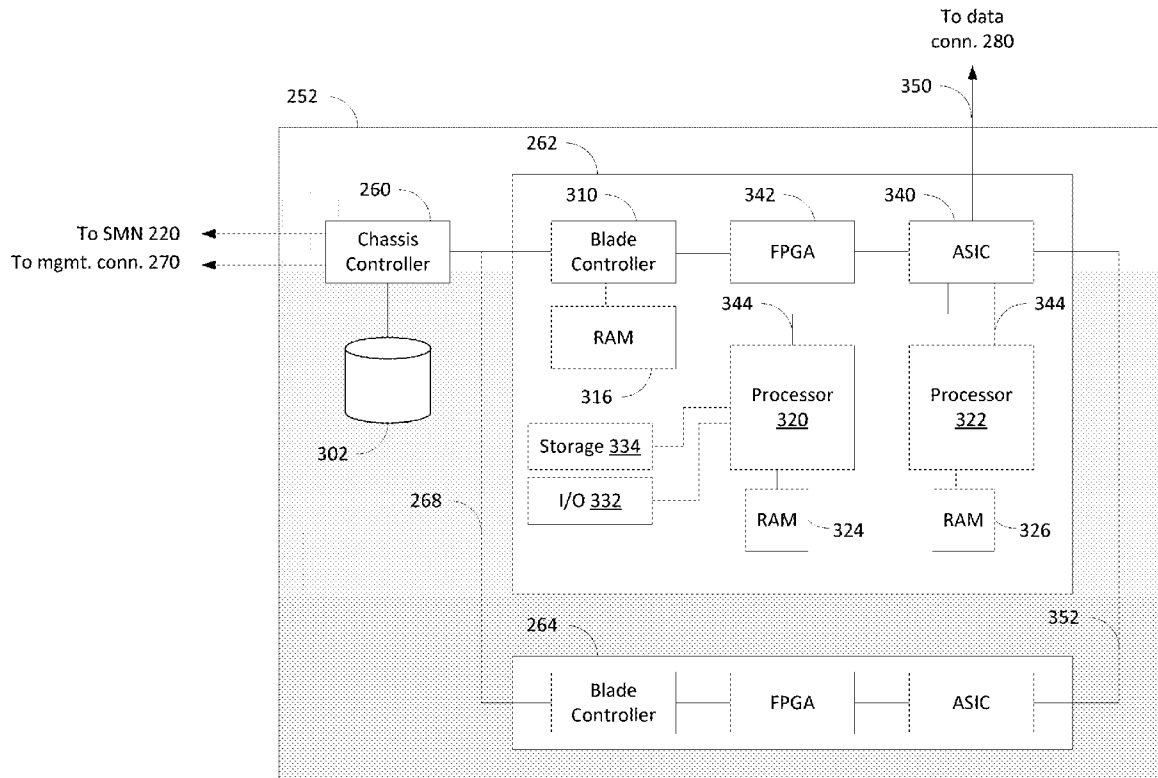 To data
conn. 280
350
252
262
260
310
342
340
To SMN 220
To mgmt. conn. 270
Chassis
Controller
Blade
Controller
FPGA
ASIC
344
344
RAM
316
Processor
320
Processor
322
302
Storage 334
I/O 332
268
RAM
324
RAM
326
264
352
Blade
Controller
FPGA
ASIC